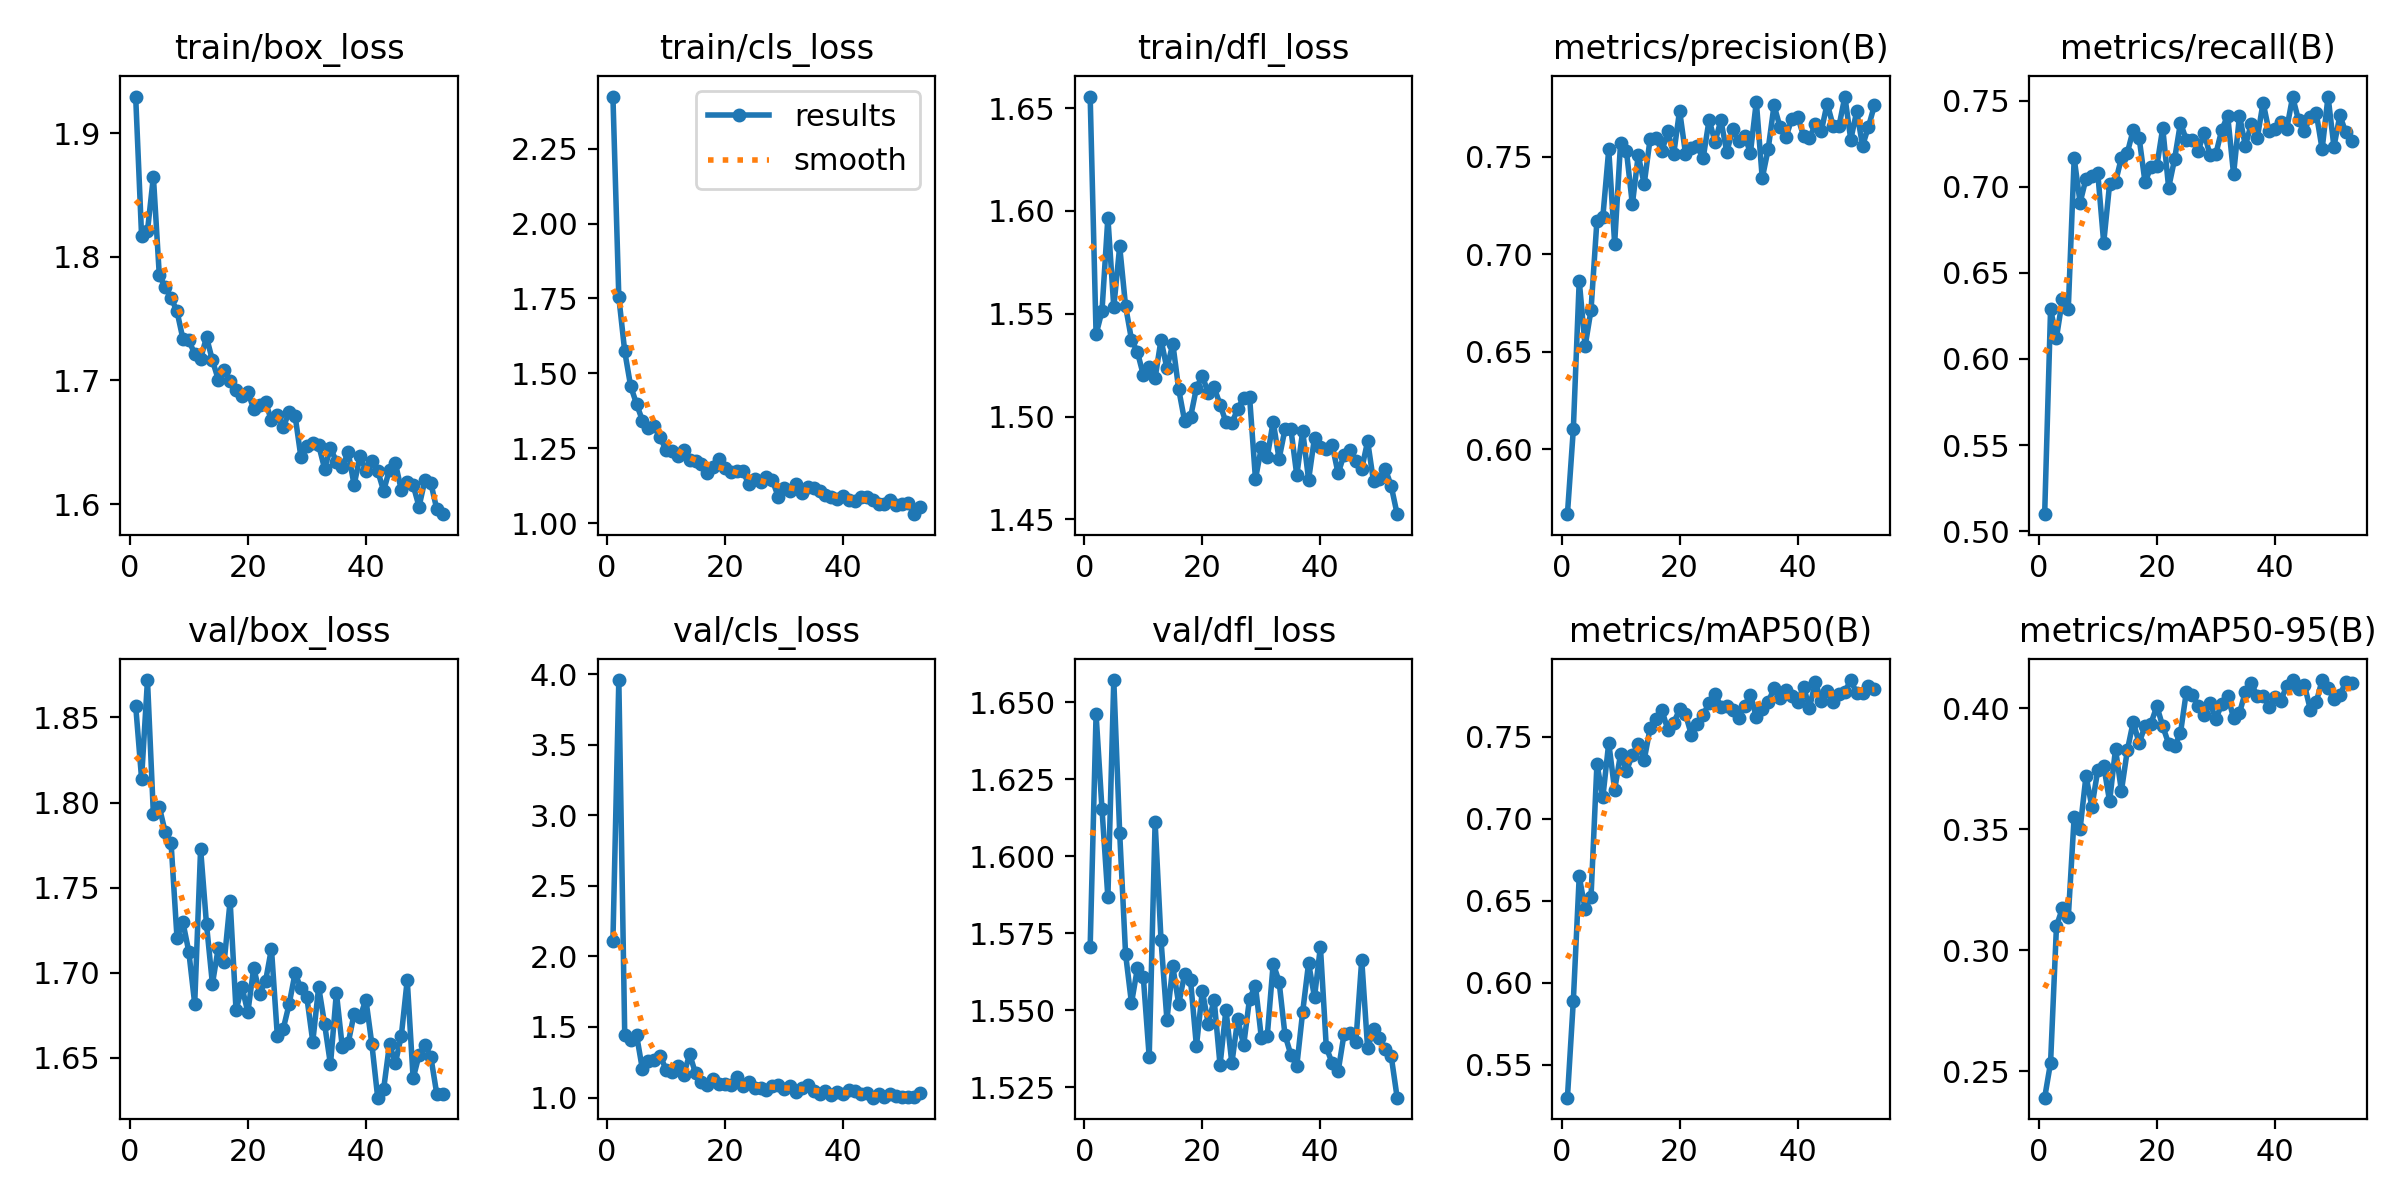 train/box_loss
1.9
1.8
1.7
1.6
0 20 40
train/cls_loss
results
smooth
2.25
2.00
1.75
1.50
1.25
1.00
0 20 40
train/dfl_loss
1.65
1.60
1.55
1.50
1.45
0 20 40
metrics/precision(B)
0.75
0.70
0.65
0.60
0 20 40
metrics/recall(B)
0.75
0.70
0.65
0.60
0.55
0.50
0 20 40
val/box_loss
1.85
1.80
1.75
1.70
1.65
0 20 40
val/cls_loss
4.0
3.5
3.0
2.5
2.0
1.5
1.0
0 20 40
val/dfl_loss
1.650
1.625
1.600
1.575
1.550
1.525
0 20 40
metrics/mAP50(B)
0.75
0.70
0.65
0.60
0.55
0 20 40
metrics/mAP50-95(B)
0.40
0.35
0.30
0.25
0 20 40